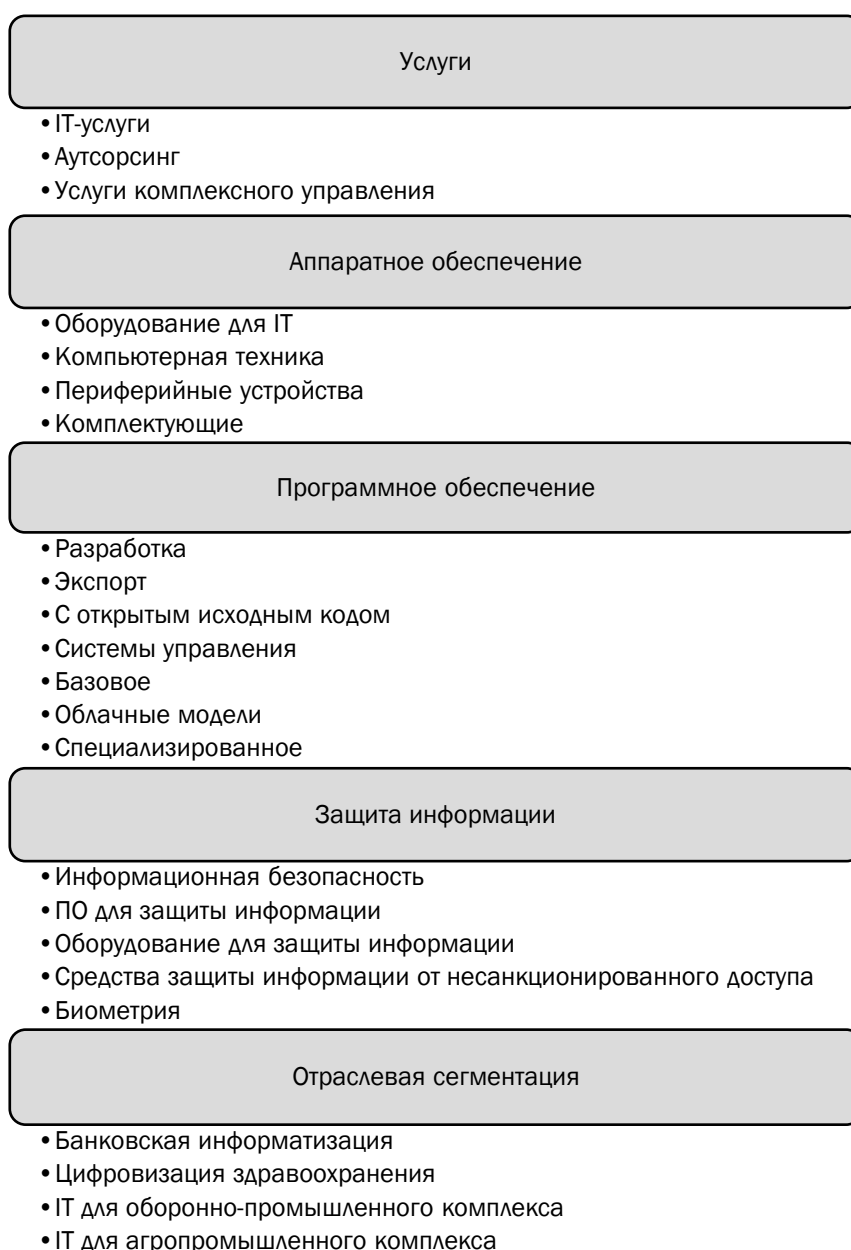 Услуги
•IT-услуги
•Аутсорсинг
•Услуги комплексного управления
Аппаратное обеспечение
•Оборудование для IT
•Компьютерная техника
•Периферийные устройства
•Комплектующие
Программное обеспечение
•Разработка
•Экспорт
•С открытым исходным кодом
•Системы управления
•Базовое
•Облачные модели
•Специализированное
Защита информации
•Информационная безопасность
•ПО для защиты информации
•Оборудование для защиты информации
•Средства защиты информации от несанкционированного доступа
•Биометрия
Отраслевая сегментация
•Банковская информатизация
•Цифровизация здравоохранения
•IT для оборонно-промышленного комплекса
•IT для агропромышленного комплекса